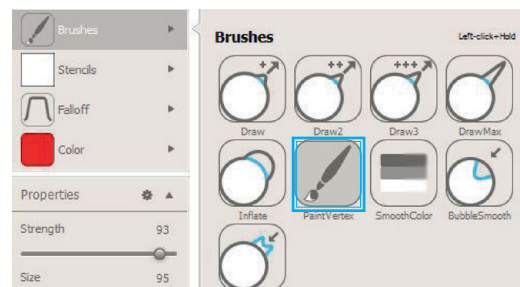 Brushes
Stencils
Falloff
Color
Properties
Strength 93
Size 95
Brushes Left-click+Hold
Draw Draw2 Draw3 DrawMax
Inflate PaintVertex SmoothColor BubbleSmooth